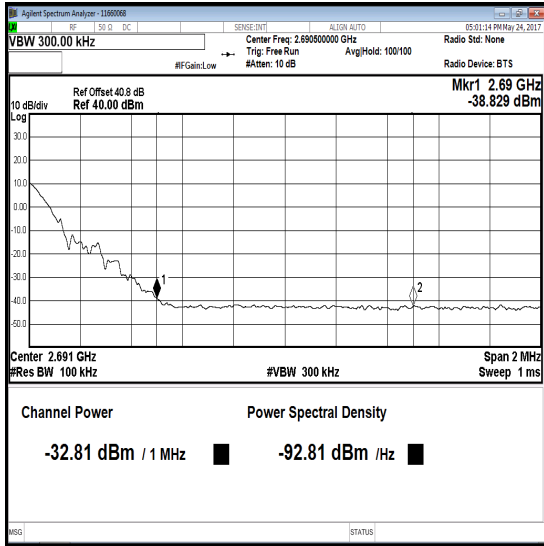 Agilent Spectrum Analyzer - 11660068
LXI RF 50 Ω DC SENSE:INT ALIGN AUTO 05:01:14 PM May 24, 2017
VBW 300.00 kHz
Center Freq: 2.690500000 GHz
Radio Std: None
Trig: Free Run Avg|Hold: 100/100
#IFGain:Low #Atten: 10 dB Radio Device: BTS
Ref Offset 40.8 dB
Mkr1 2.69 GHz
10 dB/div Ref 40.00 dBm -38.829 dBm
Log
30.0
20.0
10.0
0.00
-10.0
-20.0
-30.0
1
2
-40.0
-50.0
Center 2.691 GHz Span 2 MHz
#Res BW 100 kHz #VBW 300 kHz Sweep 1 ms
Channel Power Power Spectral Density
-32.81 dBm / 1 MHz -92.81 dBm /Hz
MSG STATUS